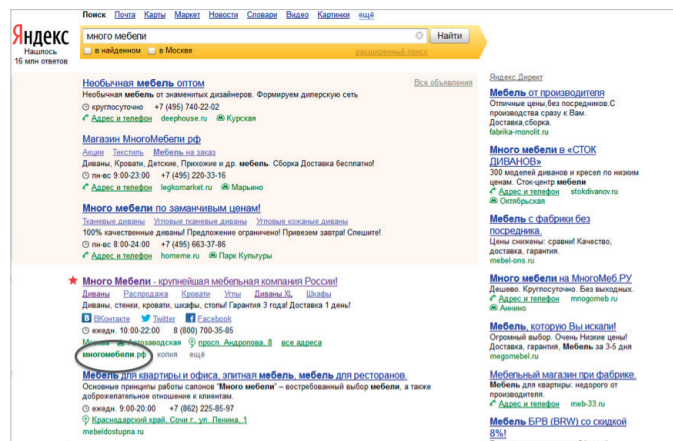 Поиск Почта Карты Маркет Новости Словари Видео Картинки ещё
Яндекс
Нашлось
16 млн ответов
много мебели
Найти
в найденном в Москве
расширенный поиск
Необычная мебель оптом
Все объявления
Необычная мебель от знаменитых дизайнеров. Формируем дилерскую сеть
круглосуточно +7 (495) 740-22-02
Адрес и телефон deephouse.ru Курская
Магазин МногоМебели рф
Акции Текстиль Мебель на заказ
Диваны, Кровати, Детские, Прихожие и др. мебель. Сборка Доставка бесплатно!
пн-вс 9:00-23:00 +7 (495) 220-33-16
Адрес и телефон legkomarket.ru Марьино
Много мебели по заманчивым ценам!
Тканевые диваны Угловые тканевые диваны Угловые кожаные диваны
100% качественные диваны! Предложение ограничено! Привезем завтра! Спешите!
пн-вс 8:00-24:00 +7 (495) 663-37-86
Адрес и телефон homeme.ru Парк Культуры
Много Мебели - крупнейшая мебельная компания России!
Диваны Распродажа Кровати Углы Диваны XL Шкафы
Диваны, стенки, кровати, шкафы, столы! Гарантия 3 года! Доставка 1 день!
ВКонтакте Twitter Facebook
ежедн. 10:00-22:00 8 (800) 700-35-85
Москва Автозаводская просп. Андропова, 8 все адреса
многомебели.рф копия ещё
Мебель для квартиры и офиса, элитная мебель, мебель для ресторанов.
Основные принципы работы салонов "Много мебели" – востребованный выбор мебели, а также
доброжелательное отношение к клиентам.
ежедн. 9:00-20:00 +7 (862) 225-85-97
Краснодарский край, Сочи г., ул. Ленина, 1
mebeldostupna.ru
Яндекс Директ
Мебель от производителя
Отличные цены,без посредников.С
производства сразу к Вам.
Доставка,сборка.
fabrika-monolit.ru
Много мебели в «СТОК
ДИВАНОВ»
300 моделей диванов и кресел по низким
ценам. Сток-центр мебели
Адрес и телефон stokdivanov.ru
Октябрьская
Мебель с фабрики без
посредника.
Цены снижены: сравни! Качество,
доставка, гарантия.
mebel-ons.ru
Много мебели на МногоМеб.РУ
Дешево. Круглосуточно. Без выходных.
Адрес и телефон mnogomeb.ru
Аннино
Мебель, которую Вы искали!
Огромный выбор. Очень Низкие цены!
Доставка, гарантия, Мебель за 3-5 дня
megomebel.ru
Мебельный магазин при фабрике.
Мебель для квартиры: недорого от
производителя.
Адрес и телефон meb-33.ru
Мебель БРВ (BRW) со скидкой
8%!